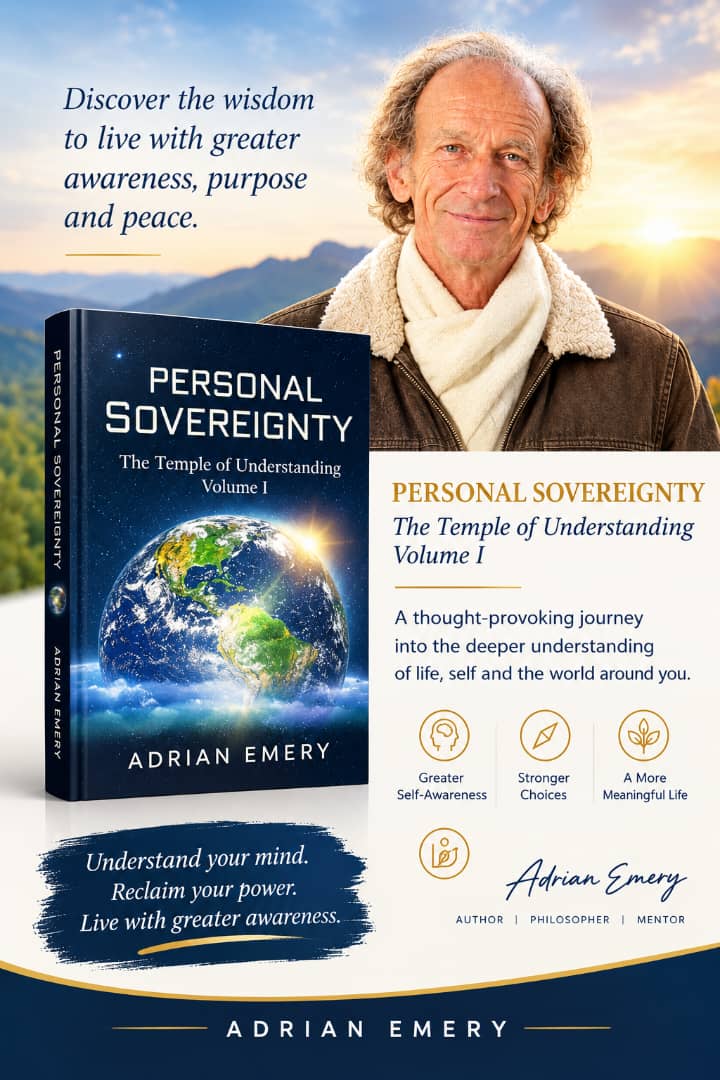 Discover the wisdom
to live with greater
awareness, purpose
and peace.
PERSONAL SOVEREIGNTY
ADRIAN EMERY
PERSONAL
SOVEREIGNTY
The Temple of Understanding
Volume I
ADRIAN EMERY
PERSONAL SOVEREIGNTY
The Temple of Understanding
Volume I
A thought-provoking journey
into the deeper understanding
of life, self and the world around you.
Greater
Self-Awareness
Stronger
Choices
A More
Meaningful Life
Understand your mind.
Reclaim your power.
Live with greater awareness.
Adrian Emery
AUTHOR | PHILOSOPHER | MENTOR
ADRIAN EMERY